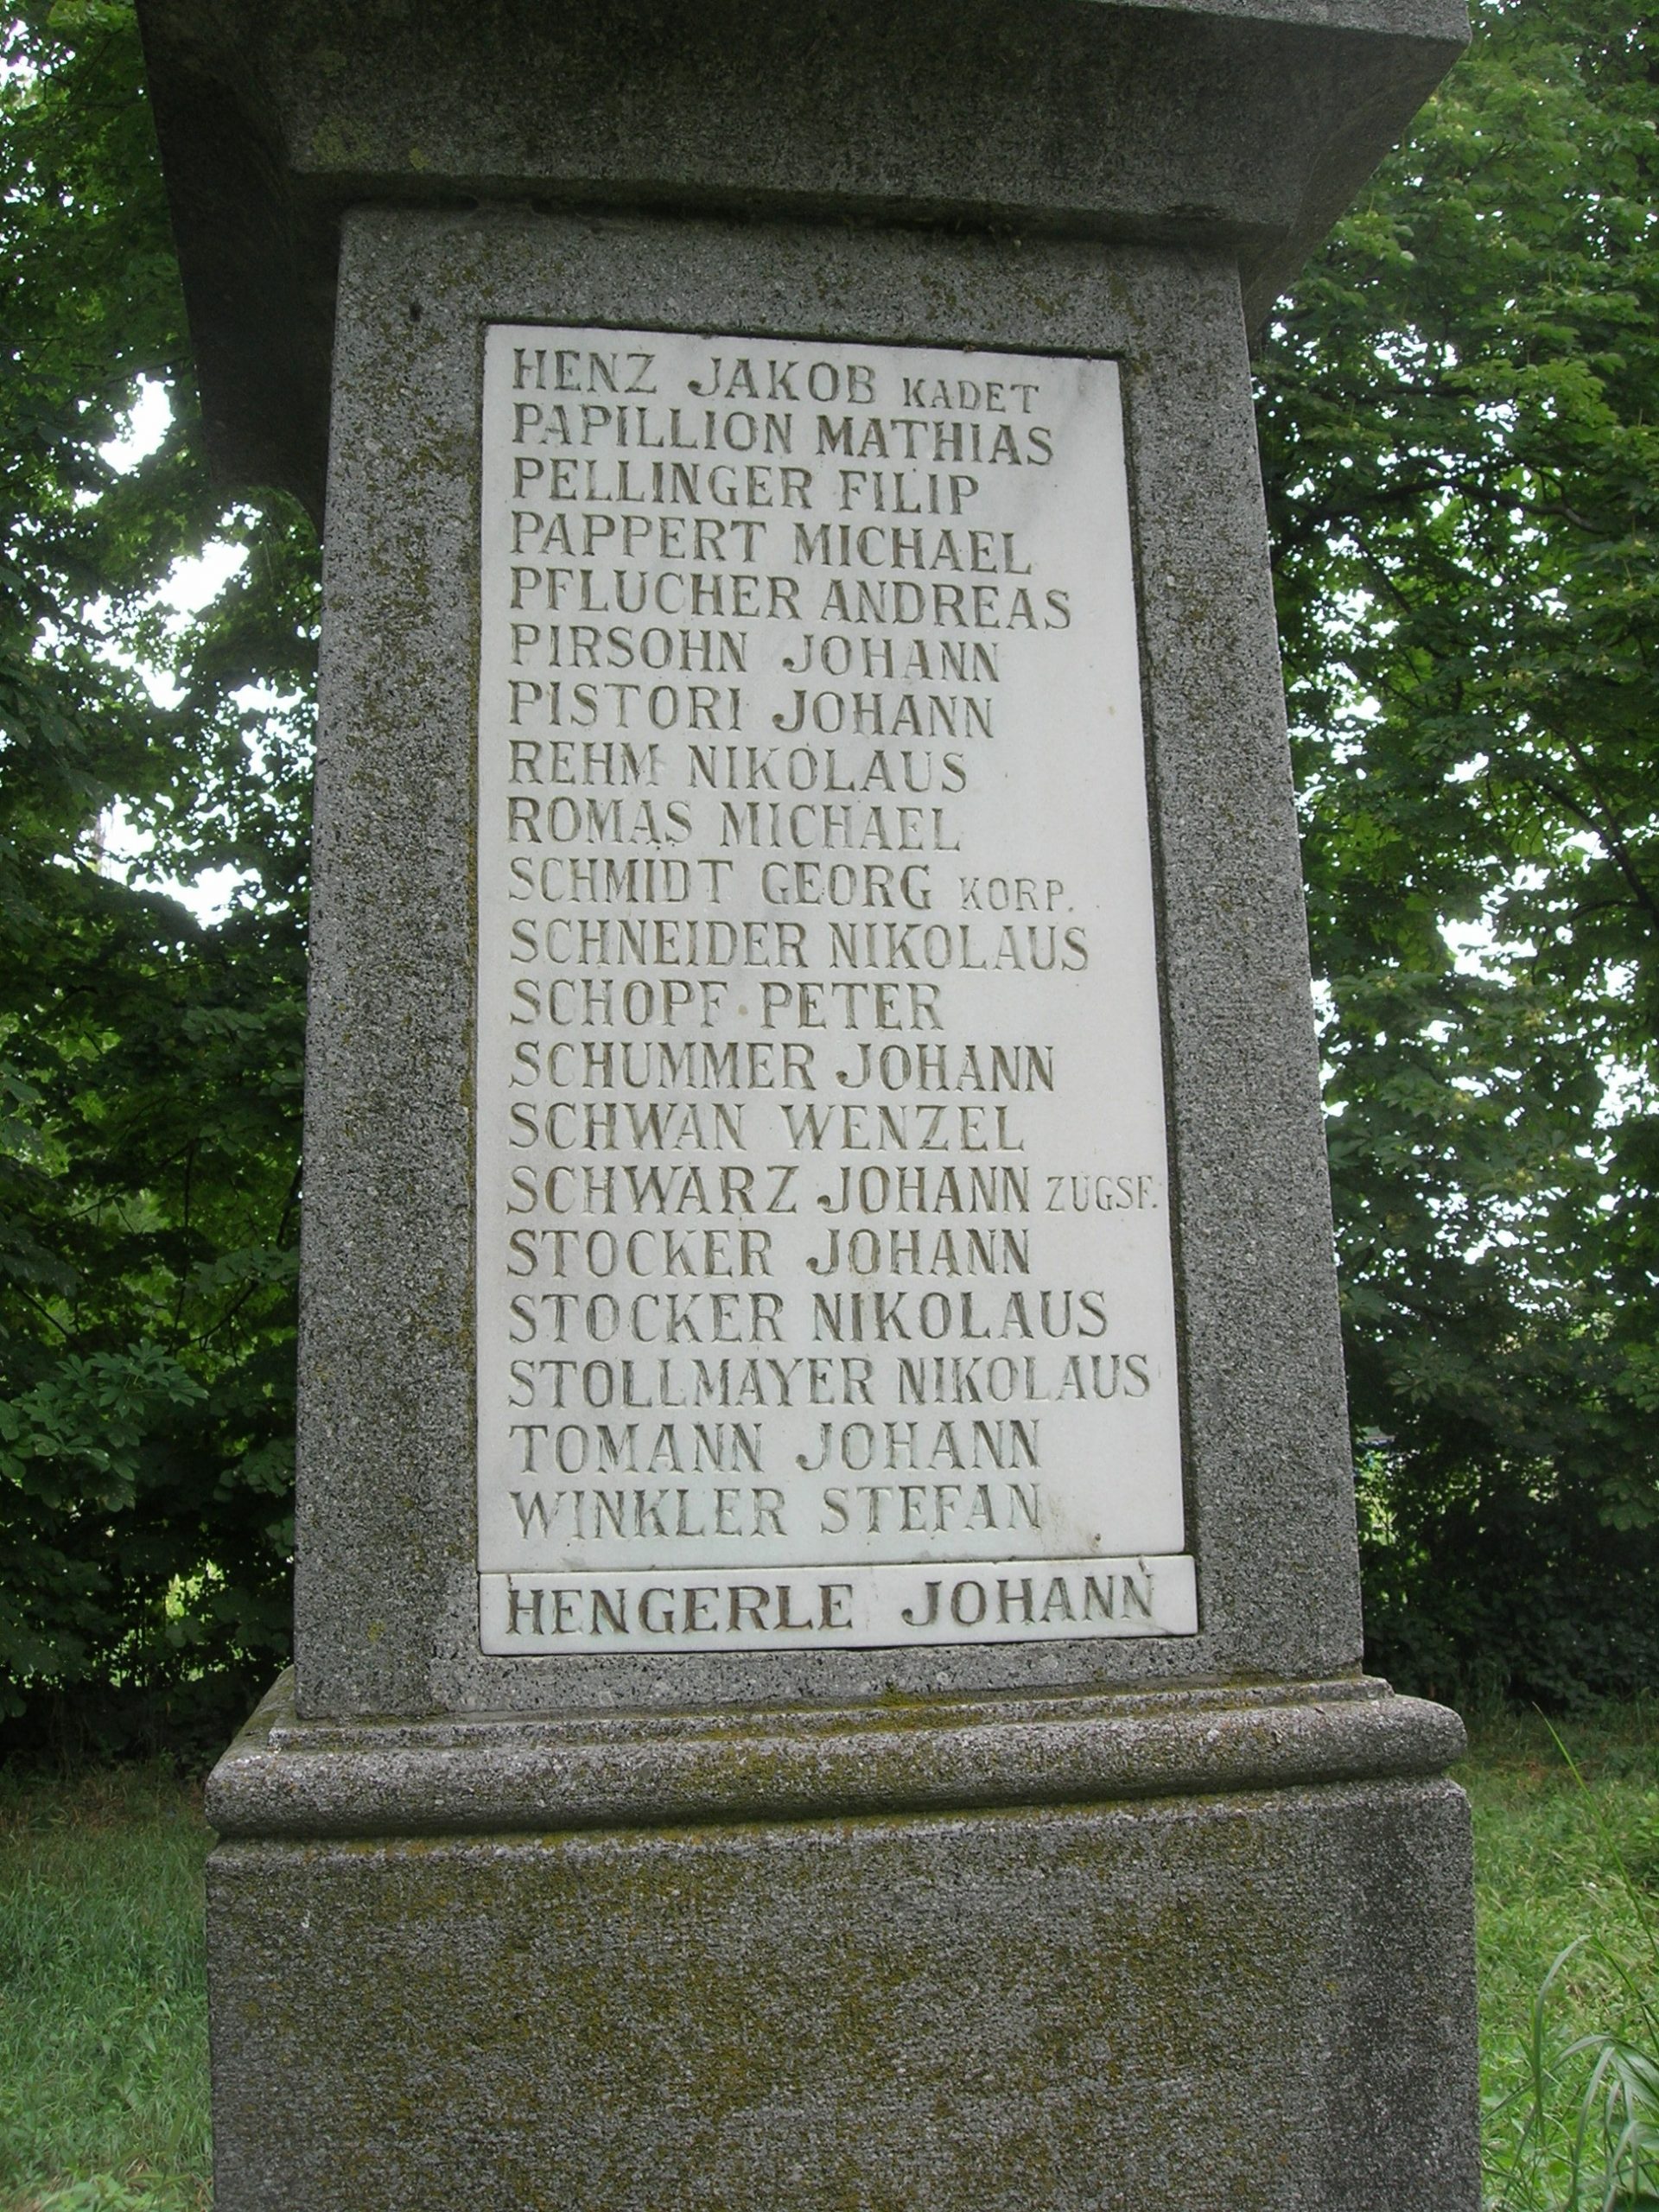 HENZ JAKOB KADET
PAPILLION MATHIAS
PELLINGER FILIP
PAPPERT MICHAEL
PFLUCHER ANDREAS
PIRSOHN JOHANN
PISTORI JOHANN
REHM NIKOLAUS
ROMAS MICHAEL
SCHMIDT GEORG KORP.
SCHNEIDER NIKOLAUS
SCHOPF PETER
SCHUMMER JOHANN
SCHWAN WENZEL
SCHWARZ JOHANN ZUGSF.
STOCKER JOHANN
STOCKER NIKOLAUS
STOLLMAYER NIKOLAUS
TOMANN JOHANN
WINKLER STEFAN
HENGERLE JOHANN